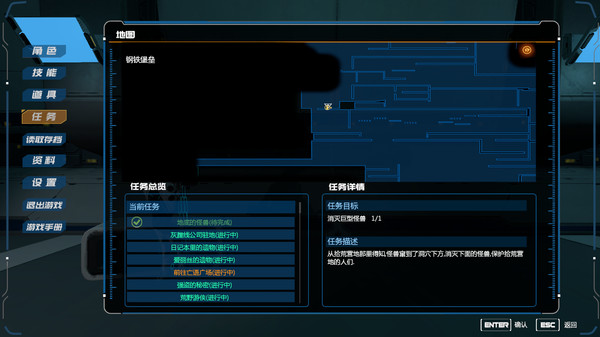 地图
钢铁堡垒
角色
技能
道具
任务
读取存档
资料
设置
退出游戏
游戏手册
任务总览
当前任务
地底的怪兽(待完成)
灰蜘线公司驻地(进行中)
日记本里的宝物(进行中)
爱丽丝的宝物(进行中)
前往亡道广场(进行中)
强盗的秘密(进行中)
荒野游侠(进行中)
任务详情
任务目标
消灭巨型怪兽 1/1
任务描述
从拾荒营地那里得知,怪兽窜到了洞穴下方,消灭下面的怪兽,保护拾荒营
地的人们.
ENTER 确认
ESC 返回